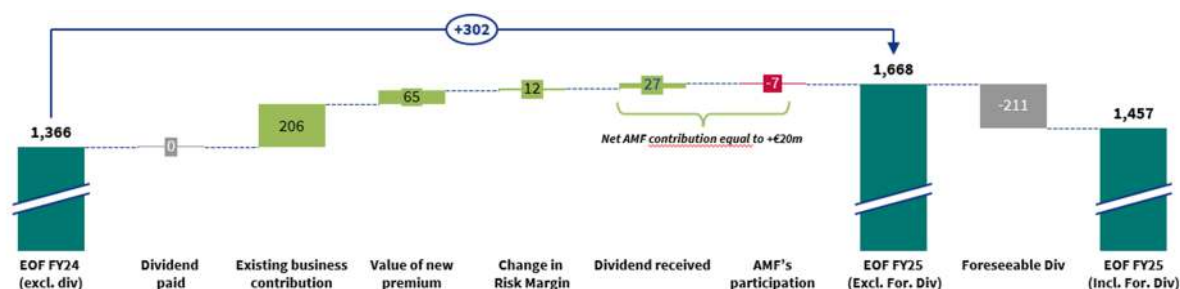 +302
1,366
0
206
65
12
27
-7
1,668
-211
1,457
Net AMF contribution equal to +€20m
EOF FY24
(excl. div)
Dividend
paid
Existing business
contribution
Value of new
premium
Change in
Risk Margin
Dividend received
AMF's
participation
EOF FY25
(Excl. For. Div)
Foreseeable Div
EOF FY25
(Incl. For. Div)